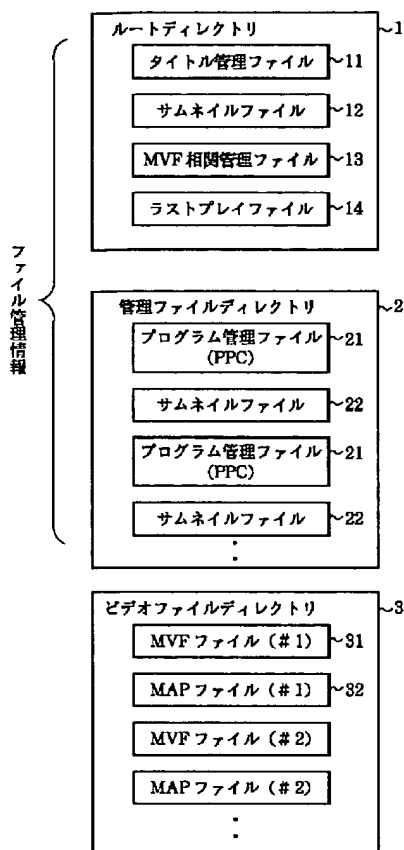 ルートディレクトリ
1
タイトル管理ファイル
11
サムネイルファイル
12
MVF相関管理ファイル
13
ラストプレイファイル
14
ファイル管理情報
管理ファイルディレクトリ
2
プログラム管理ファイル
(PPC)
21
サムネイルファイル
22
プログラム管理ファイル
(PPC)
21
サムネイルファイル
22
ビデオファイルディレクトリ
3
MVFファイル(#1)
31
MAPファイル(#1)
32
MVFファイル(#2)
MAPファイル(#2)